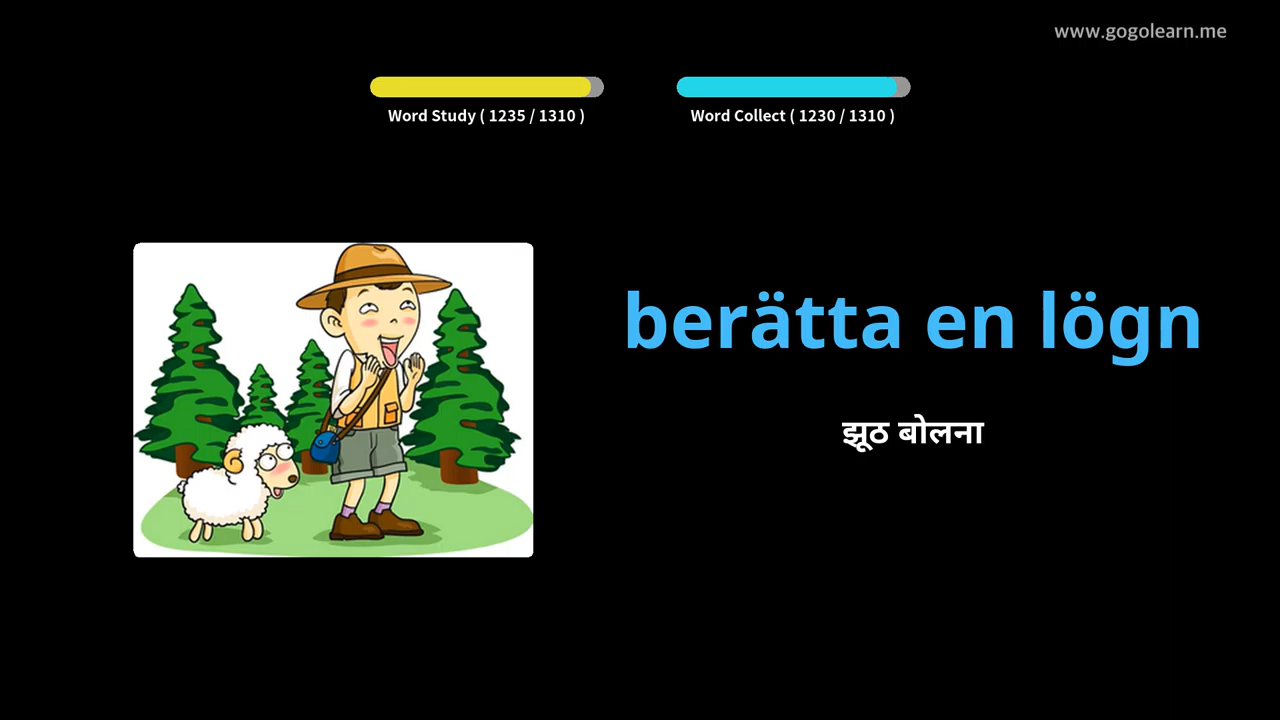 www.gogolearn.me
Word Study ( 1235 / 1310 )
Word Collect ( 1230 / 1310 )
berätta en lögn
झूठ बोलना